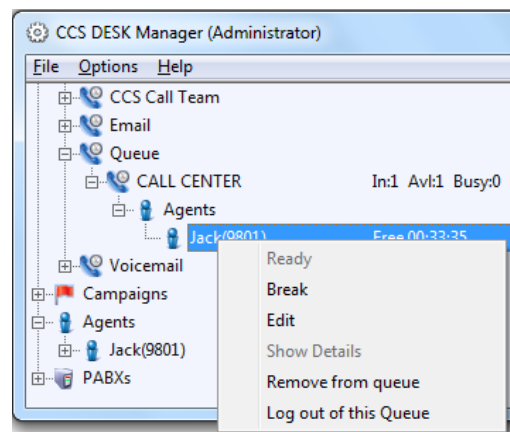 CCS DESK Manager (Administrator)
File Options Help
CCS Call Team
Email
Queue
CALL CENTER In:1 Avl:1 Busy:0
Agents
Jack(9801) Free 00:33:35
Voicemail
Campaigns
Agents
Jack(9801)
PABXs
Ready
Break
Edit
Show Details
Remove from queue
Log out of this Queue